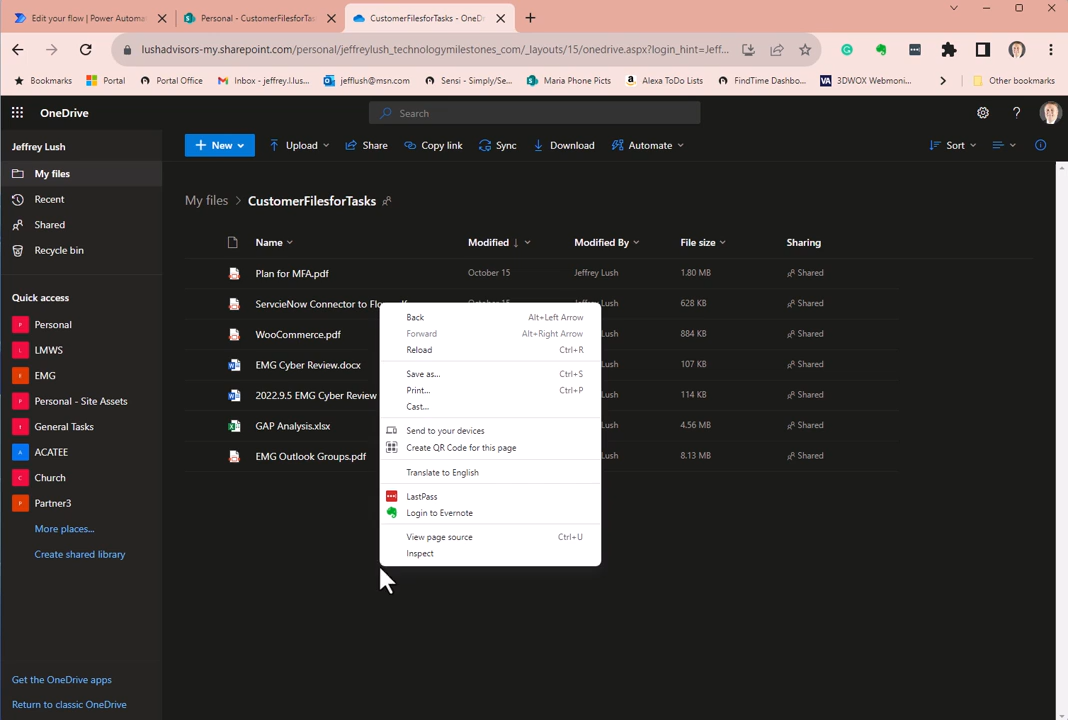 Edit your flow | Power Automa
Personal - CustomerFilesforTasks
CustomerFilesforTasks - OneDr
lushadvisors-my.sharepoint.com/personal/jeffreylush_technologymilestones_com/_layouts/15/onedrive.aspx?login_hint=Jeff...
Bookmarks
Portal
Portal Office
Inbox - jeffrey.l.lus...
jefflush@msn.com
Sensi - Simply/Se...
Maria Phone Picts
Alexa ToDo Lists
FindTime Dashbo...
VA 3DWOX Webmoni...
Other bookmarks
OneDrive
Search
?
Jeffrey Lush
New
Upload
Share
Copy link
Sync
Download
Automate
Sort
My files
Recent
Shared
Recycle bin
Quick access
P Personal
L LMWS
E EMG
P Personal - Site Assets
G General Tasks
A ACATEE
C Church
P Partner3
More places...
Create shared library
Get the OneDrive apps
Return to classic OneDrive
My files > CustomerFilesforTasks
Name Modified Modified By File size Sharing
Plan for MFA.pdf October 15 Jeffrey Lush 1.80 MB Shared
ServcieNow Connector to Flo Lush 628 KB Shared
WooCommerce.pdf Lush 884 KB Shared
EMG Cyber Review.docx Lush 107 KB Shared
2022.9.5 EMG Cyber Review Lush 114 KB Shared
GAP Analysis.xlsx Lush 4.56 MB Shared
EMG Outlook Groups.pdf Lush 8.13 MB Shared
Back Alt+Left Arrow
Forward Alt+Right Arrow
Reload Ctrl+R
Save as... Ctrl+S
Print... Ctrl+P
Cast...
Send to your devices
Create QR Code for this page
Translate to English
LastPass
Login to Evernote
View page source Ctrl+U
Inspect